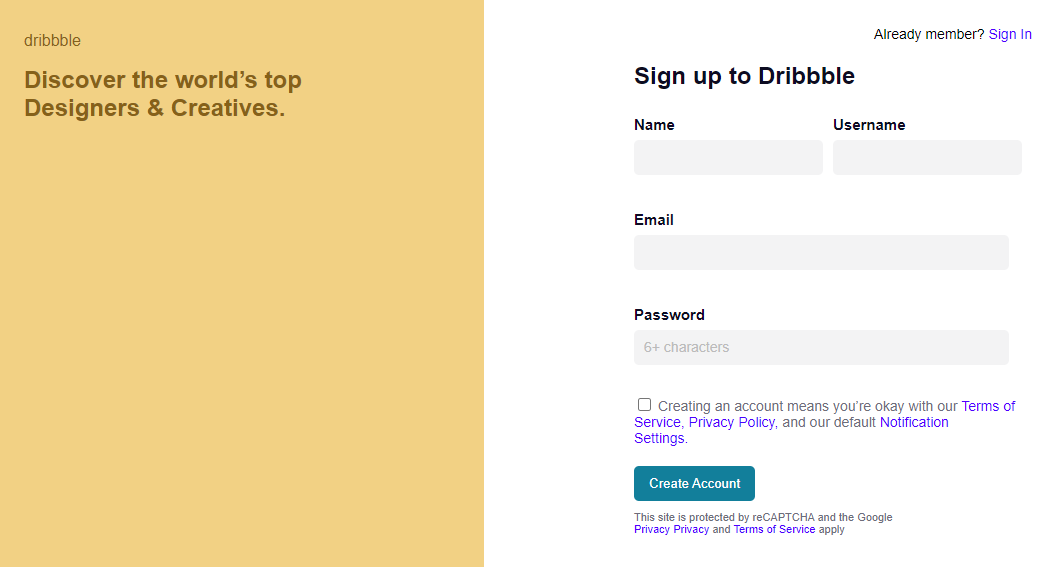 dribbble
Discover the world’s top
Designers & Creatives.
Already member? Sign In
Sign up to Dribbble
Name
Username
Email
Password
6+ characters
Creating an account means you’re okay with our Terms of
Service, Privacy Policy, and our default Notification
Settings.
Create Account
This site is protected by reCAPTCHA and the Google
Privacy Privacy and Terms of Service apply